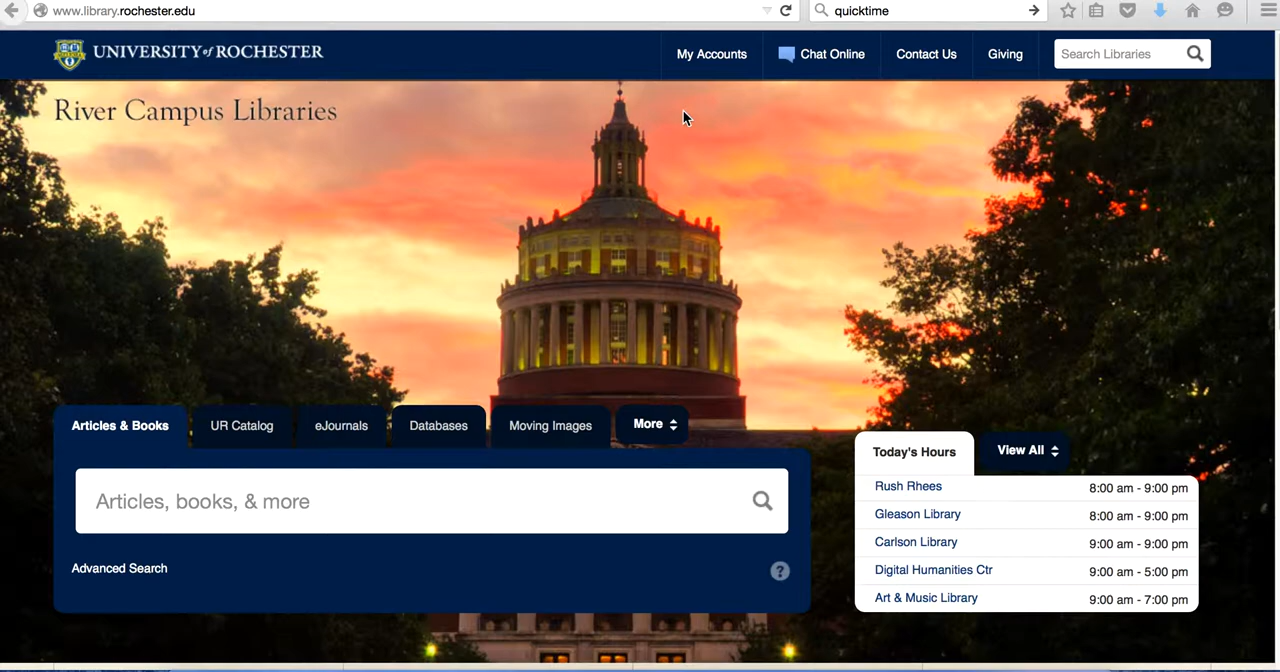 www.library.rochester.edu
quicktime
UNIVERSITY of ROCHESTER
My Accounts
Chat Online
Contact Us
Giving
Search Libraries
River Campus Libraries
Articles & Books
UR Catalog
eJournals
Databases
Moving Images
More
Articles, books, & more
Advanced Search
?
Today's Hours
View All
Rush Rhees 8:00 am - 9:00 pm
Gleason Library 8:00 am - 9:00 pm
Carlson Library 9:00 am - 9:00 pm
Digital Humanities Ctr 9:00 am - 5:00 pm
Art & Music Library 9:00 am - 7:00 pm